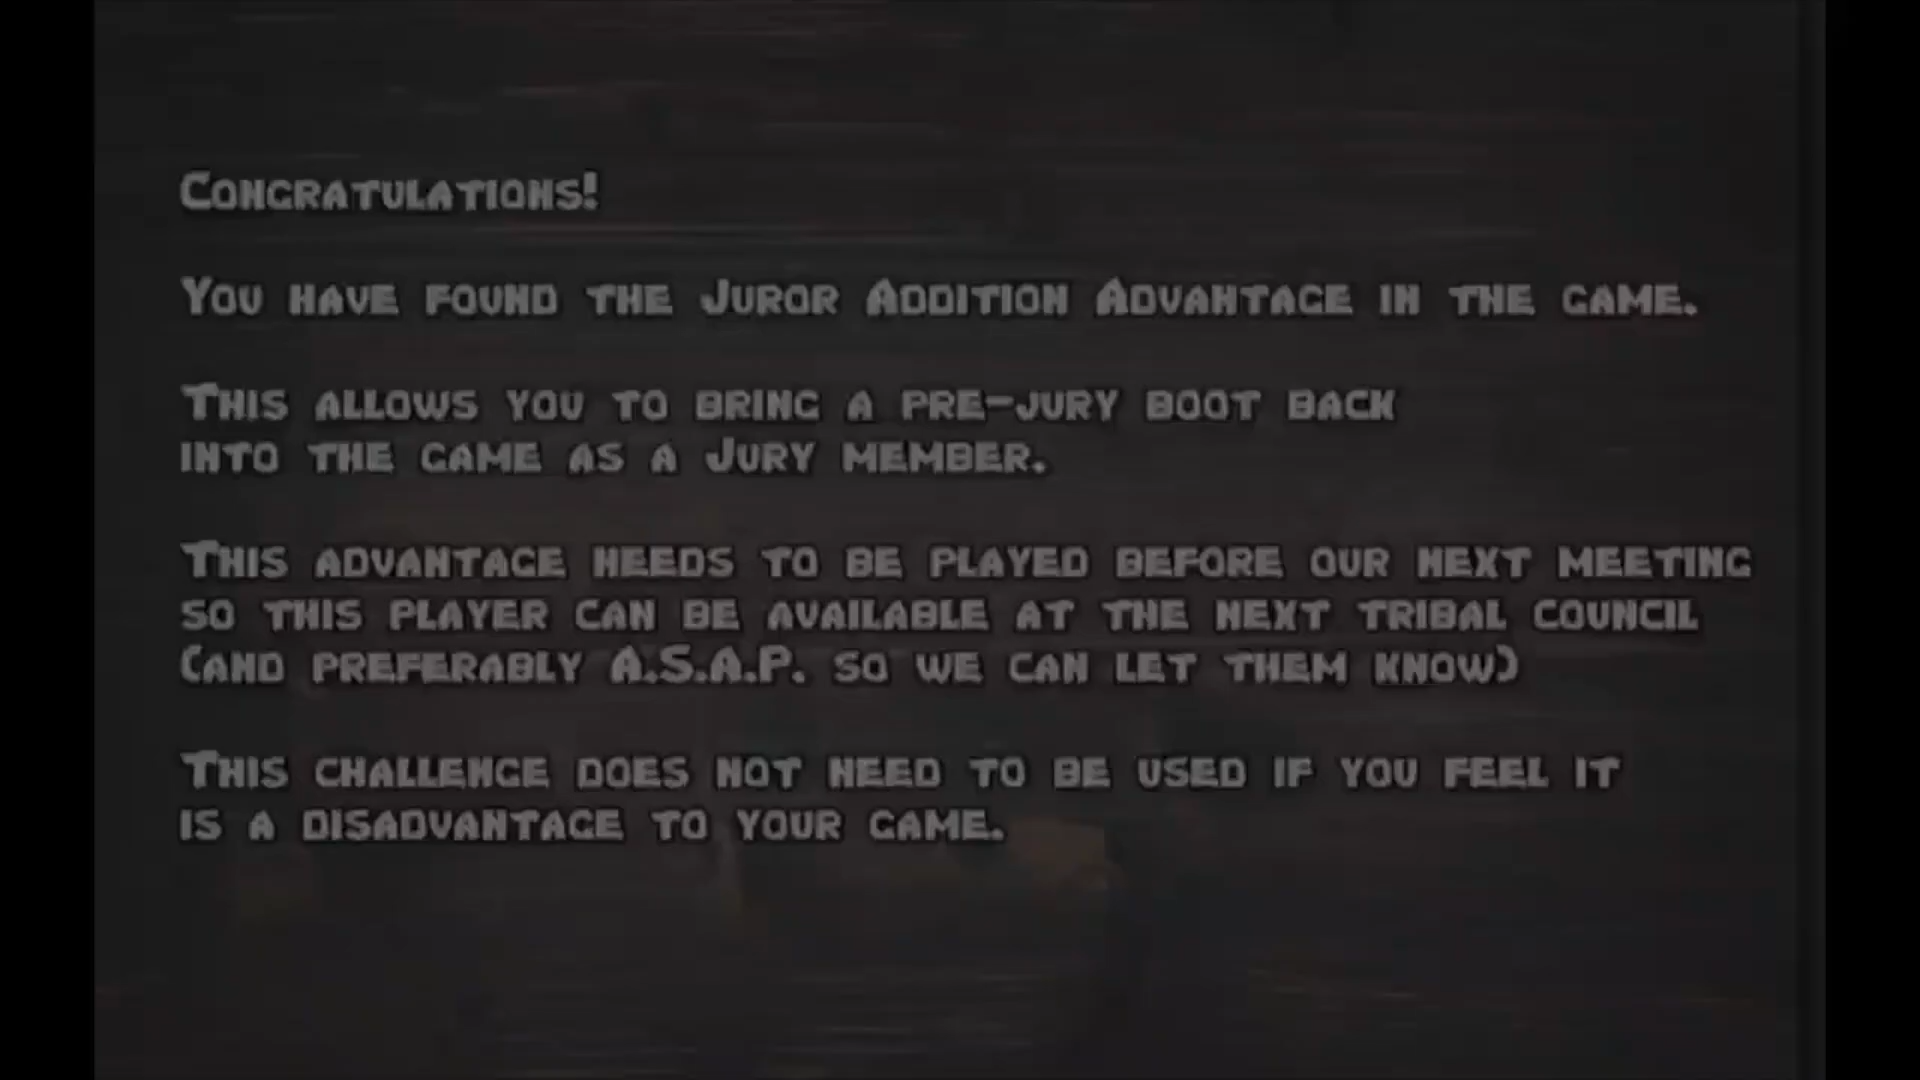 Congratulations!
You have found the Juror Addition Advantage in the game.
This allows you to bring a pre-jury boot back
into the game as a Jury member.
This advantage needs to be played before our next meeting
so this player can be available at the next tribal council
(and preferably A.S.A.P. so we can let them know)
This challenge does not need to be used if you feel it
is a disadvantage to your game.